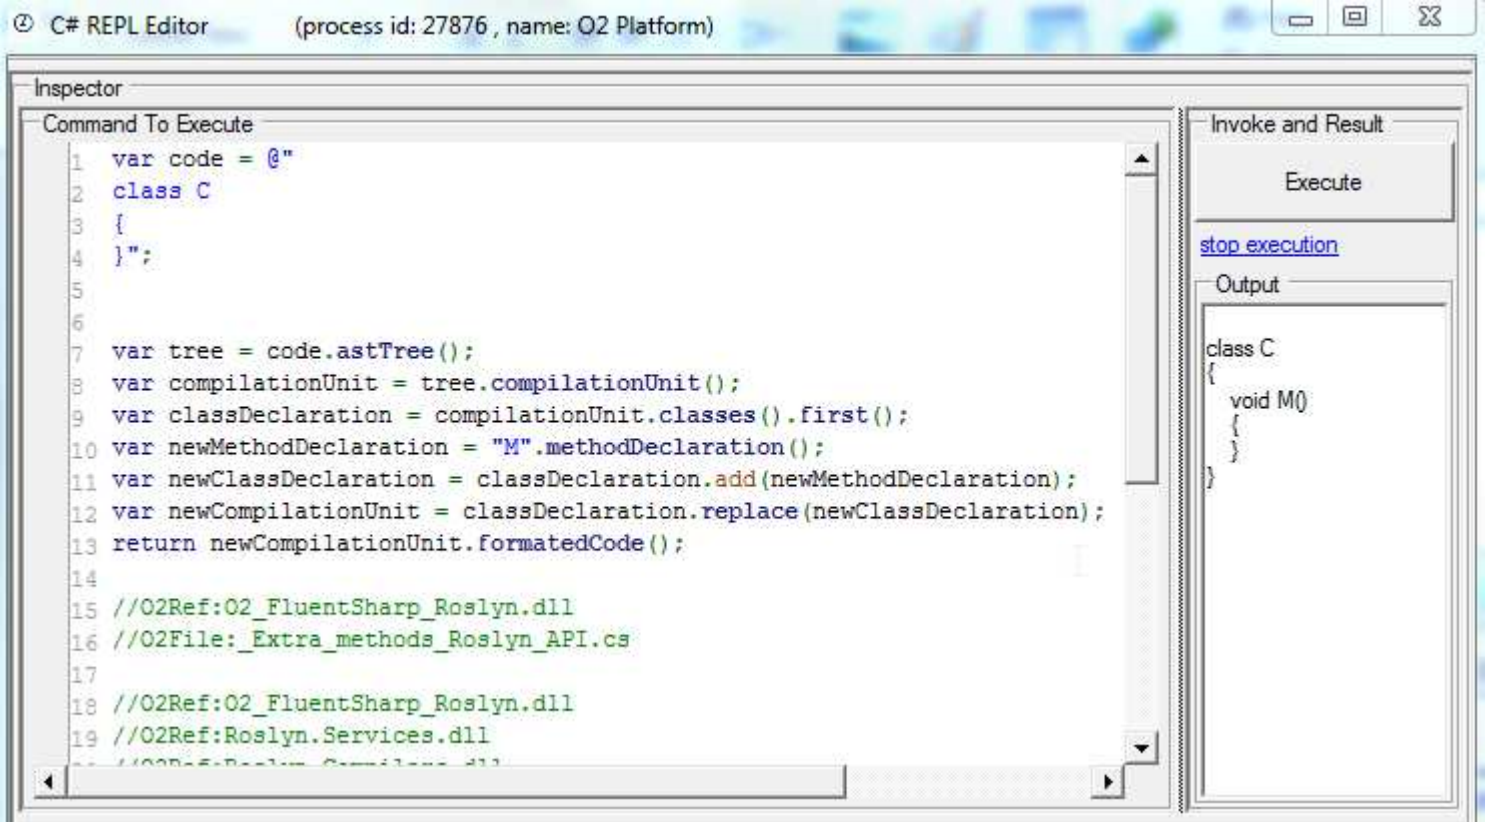 C# REPL Editor (process id: 27876 , name: O2 Platform)
Inspector
Command To Execute
1 var code = @"
2 class C
3 {
4 }";
5
6
7 var tree = code.astTree();
8 var compilationUnit = tree.compilationUnit();
9 var classDeclaration = compilationUnit.classes().first();
10 var newMethodDeclaration = "M".methodDeclaration();
11 var newClassDeclaration = classDeclaration.add(newMethodDeclaration);
12 var newCompilationUnit = classDeclaration.replace(newClassDeclaration);
13 return newCompilationUnit.formatedCode();
14
15 //O2Ref:O2_FluentSharp_Roslyn.dll
16 //O2File:_Extra_methods_Roslyn_API.cs
17
18 //O2Ref:O2_FluentSharp_Roslyn.dll
19 //O2Ref:Roslyn.Services.dll
//O2Ref:Roslyn.Compilers.dll
Invoke and Result
Execute
stop execution
Output
class C
{
void M()
{
}
}